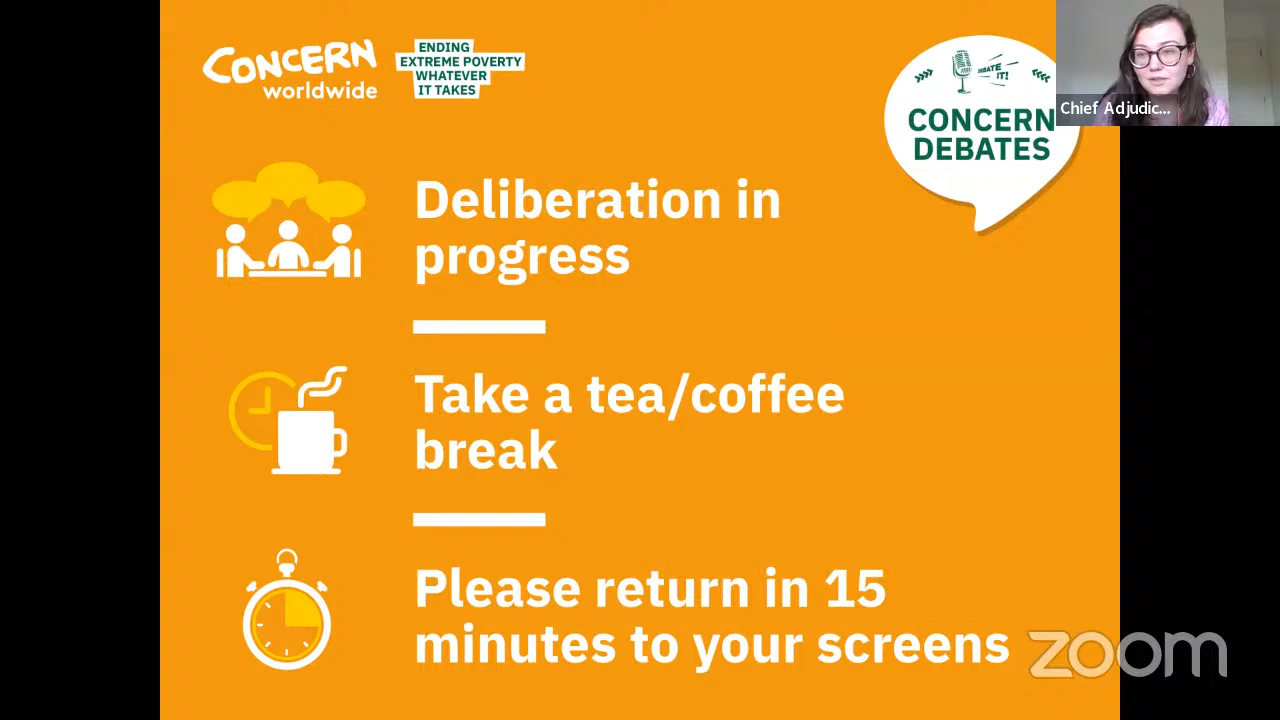 CONCERN
worldwide
ENDING
EXTREME POVERTY
WHATEVER
IT TAKES
DEBATE
IT!
CONCERN
DEBATES
Chief Adjudic...
Deliberation in
progress
Take a tea/coffee
break
Please return in 15
minutes to your screens
zoom